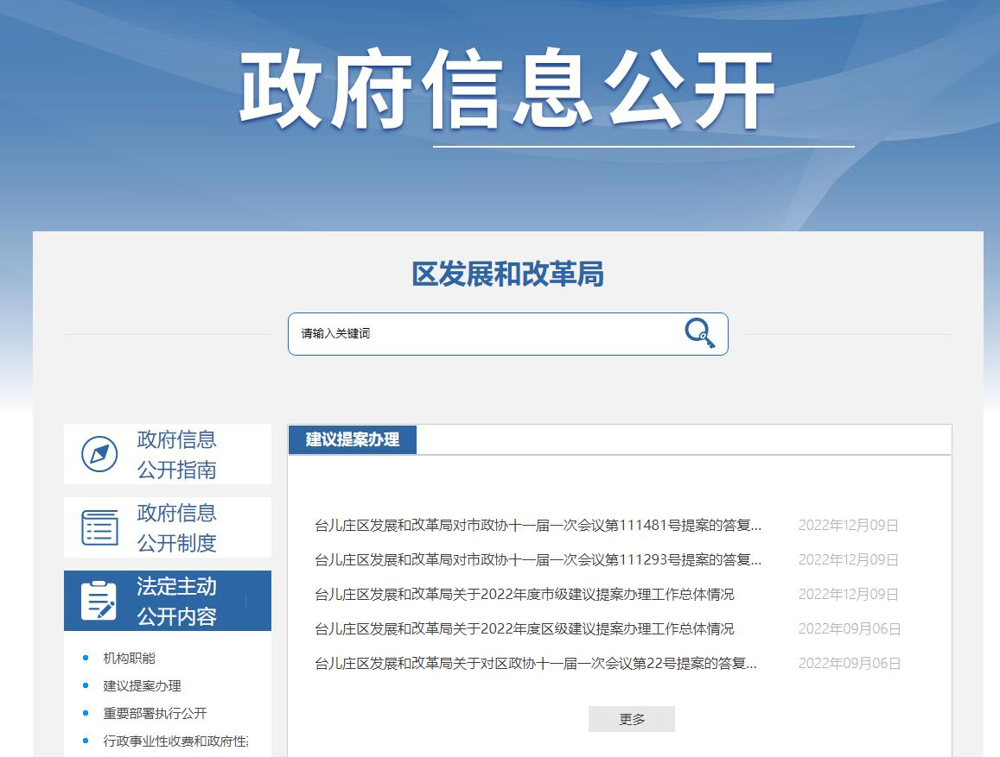 政府信息公开
区发展和改革局
请输入关键词
政府信息
公开指南
政府信息
公开制度
法定主动
公开内容
机构职能
建议提案办理
重要部署执行公开
行政事业性收费和政府性
建议提案办理
台儿庄区发展和改革局对市政协十一届一次会议第111481号提案的答复... 2022年12月09日
台儿庄区发展和改革局对市政协十一届一次会议第111293号提案的答复... 2022年12月09日
台儿庄区发展和改革局关于2022年度市级建议提案办理工作总体情况 2022年12月09日
台儿庄区发展和改革局关于2022年度区级建议提案办理工作总体情况 2022年09月06日
台儿庄区发展和改革局关于对区政协十一届一次会议第22号提案的答复... 2022年09月06日
更多